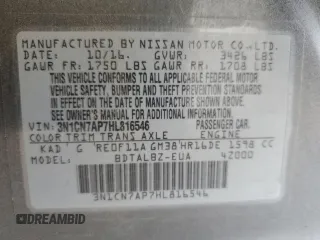 MANUFACTURED BY NISSAN MOTOR CO., LTD.
DATE: 10/16. GVWR: 3426 LBS
GAWR FR: 1750 LBS GAWR RR: 1708 LBS
THIS VEHICLE CONFORMS TO ALL APPLICABLE FEDERAL MOTOR
VEHICLE SAFETY, BUMPER, AND THEFT PREVENTION STANDARDS
IN EFFECT ON THE DATE OF MANUFACTURE SHOWN ABOVE.
SEE OWNER'S MANUAL FOR ADDITIONAL INFORMATION.
VIN: 3N1CN7AP7HL816546 PASSENGER CAR.
COLOR TRIM TRANS AXLE ENGINE
KAD G RE0F11A GM38 HR16DE 1598 CC
BDTALBZ-EUA 42000
3N1CN7AP7HL816546
DREAMBID